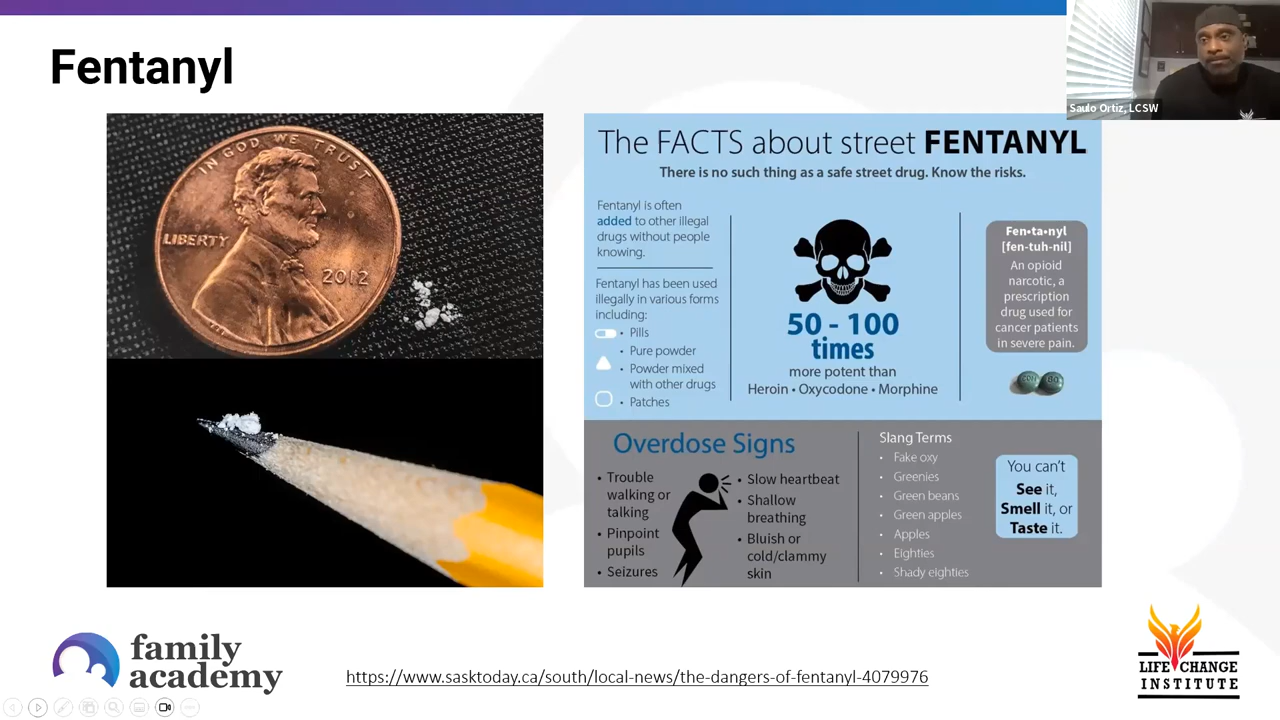 Fentanyl
Saulo Ortiz, LCSW
IN GOD WE TRUST
LIBERTY
2012
The FACTS about street FENTANYL
There is no such thing as a safe street drug. Know the risks.
Fentanyl is often
added to other illegal
drugs without people
knowing.
Fentanyl has been used
illegally in various forms
including:
• Pills
• Pure powder
• Powder mixed
with other drugs
• Patches
50 - 100
times
more potent than
Heroin • Oxycodone • Morphine
Fen•ta•nyl
[fen-tuh-nil]
An opioid
narcotic, a
prescription
drug used for
cancer patients
in severe pain.
Overdose Signs
• Trouble
walking or
talking
• Pinpoint
pupils
• Seizures
• Slow heartbeat
• Shallow
breathing
• Bluish or
cold/clammy
skin
Slang Terms
• Fake oxy
• Greenies
• Green beans
• Green apples
• Apples
• Eighties
• Shady eighties
You can't
See it,
Smell it, or
Taste it.
family
academy
https://www.sasktoday.ca/south/local-news/the-dangers-of-fentanyl-4079976
LIFE CHANGE
INSTITUTE